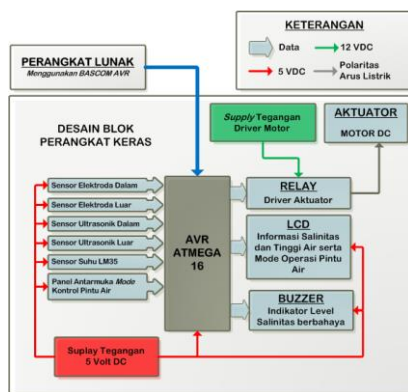 KETERANGAN
Data
12 VDC
5 VDC
Polaritas
Arus Listrik
PERANGKAT LUNAK
Menggunakan BASCOM AVR
DESAIN BLOK
PERANGKAT KERAS
Supply Tegangan
Driver Motor
AKTUATOR
MOTOR DC
Sensor Elektroda Dalam
Sensor Elektroda Luar
Sensor Ultrasonik Dalam
Sensor Ultrasonik Luar
Sensor Suhu LM35
Panel Antarmuka Mode
Kontrol Pintu Air
AVR
ATMEGA
16
RELAY
Driver Aktuator
LCD
Informasi Salinitas
dan Tinggi Air serta
Mode Operasi Pintu
Air
BUZZER
Indikator Level
Salinitas berbahaya
Suplay Tegangan
5 Volt DC